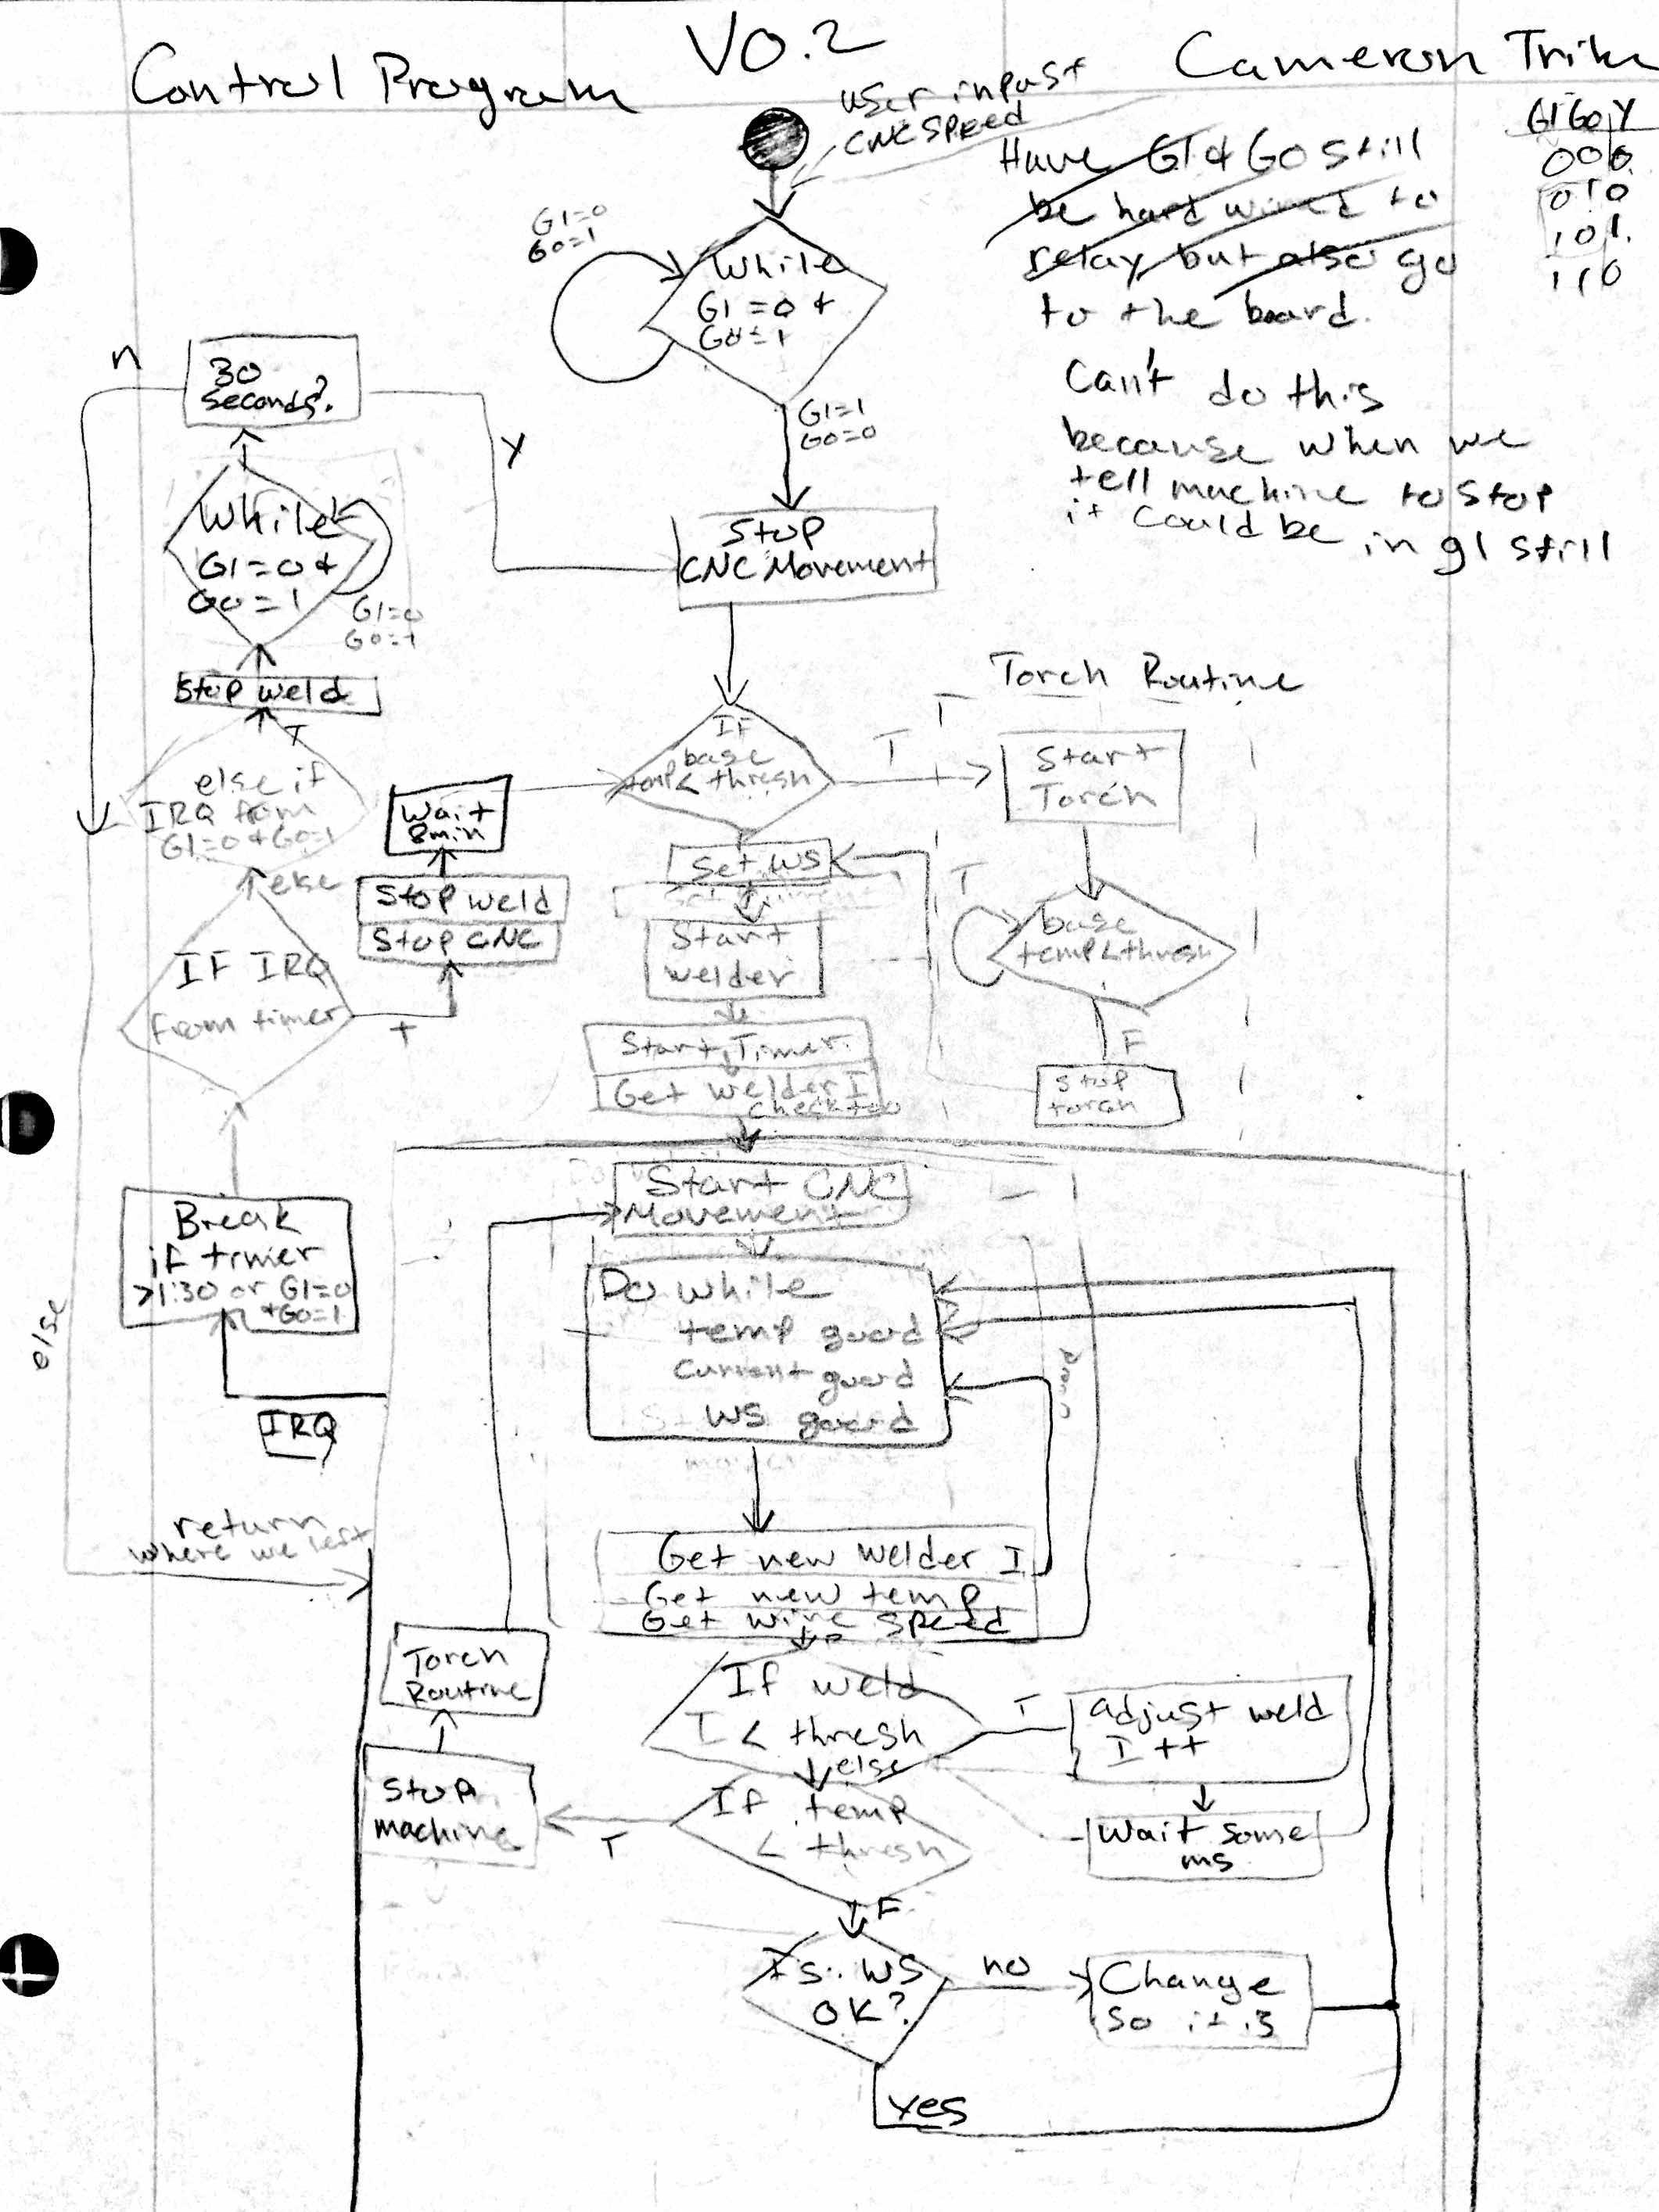 Control Program
V0.2
Cameron
user input
CNC SPEED
G1 G0 Y
0 0 0
0 1 0
1 0 1
1 1 0
Have G1 & G0 still
be hard wired to
relay but also go
to the board.
Can't do this
because when we
tell machine to stop
it could be in g1 still
G1=0
G0=1
While
G1=0 &
G0=1
G1=1
G0=0
n
30
seconds?
Y
Stop
CNC Movement
While
G1=0 &
G0=1
G1=0
G0=1
Stop weld
T
else if
IRQ from
G1=0 & G0=1
else
IF IRQ
from timer
T
Stop weld
Stop CNC
Wait
8min
IF
base
temp < thresh
T
Torch Routine
Start
Torch
T
base
temp < thresh
F
Stop
torch
Set WS
Start
welder
Start Timer
Get welder I
Check too
Start CNC
Movement
Break
if timer
>1:30 or G1=0
& G0=1
IRQ
else
return
where we left
Do while
temp guard
Current guard
WS guard
Get new welder I
Get new temp
Get wire speed
If weld
I < thresh
T
adjust weld
I ++
Wait some
ms
else
If temp
< thresh
T
Stop
machine
Torch
Routine
F
Is WS
OK?
no
Change
so it is
yes